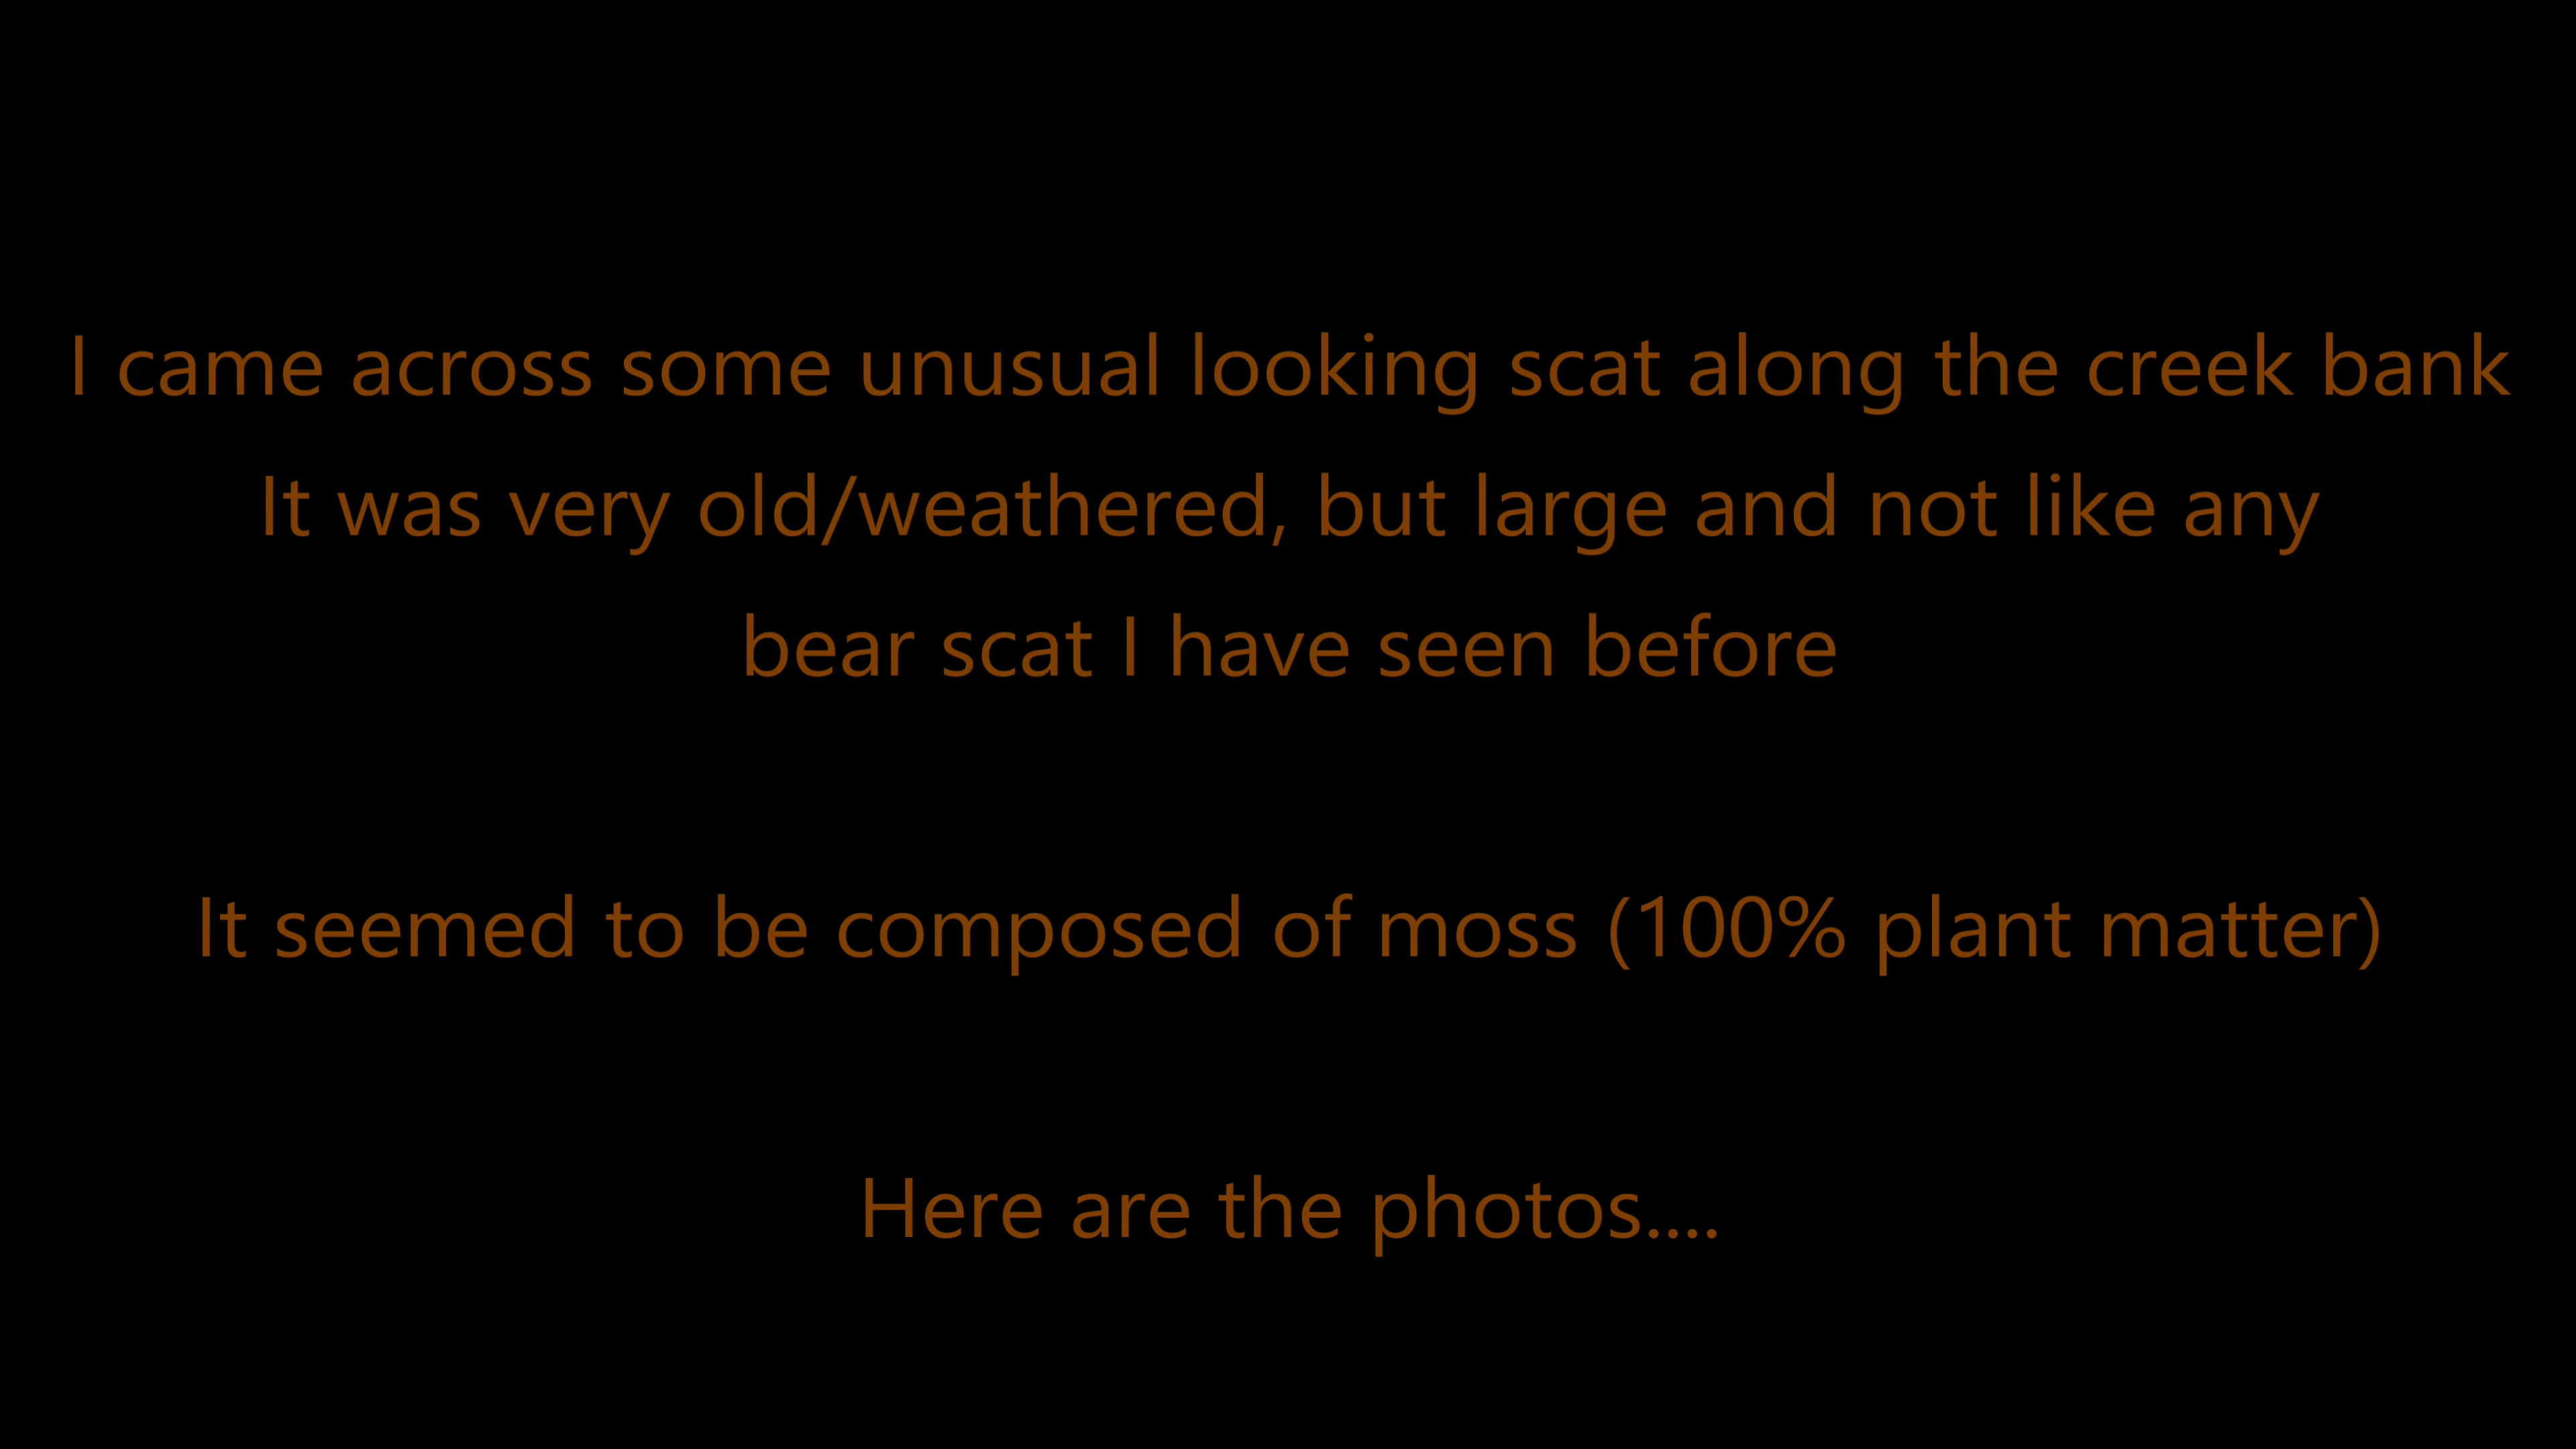 I came across some unusual looking scat along the creek bank
It was very old/weathered, but large and not like any
bear scat I have seen before
It seemed to be composed of moss (100% plant matter)
Here are the photos....